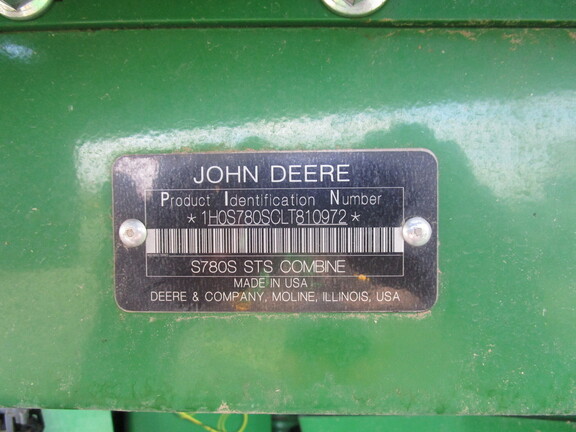 JOHN DEERE
Product Identification Number
*1H0S780SCLT810972*
S780S STS COMBINE
MADE IN USA
DEERE & COMPANY, MOLINE, ILLINOIS, USA